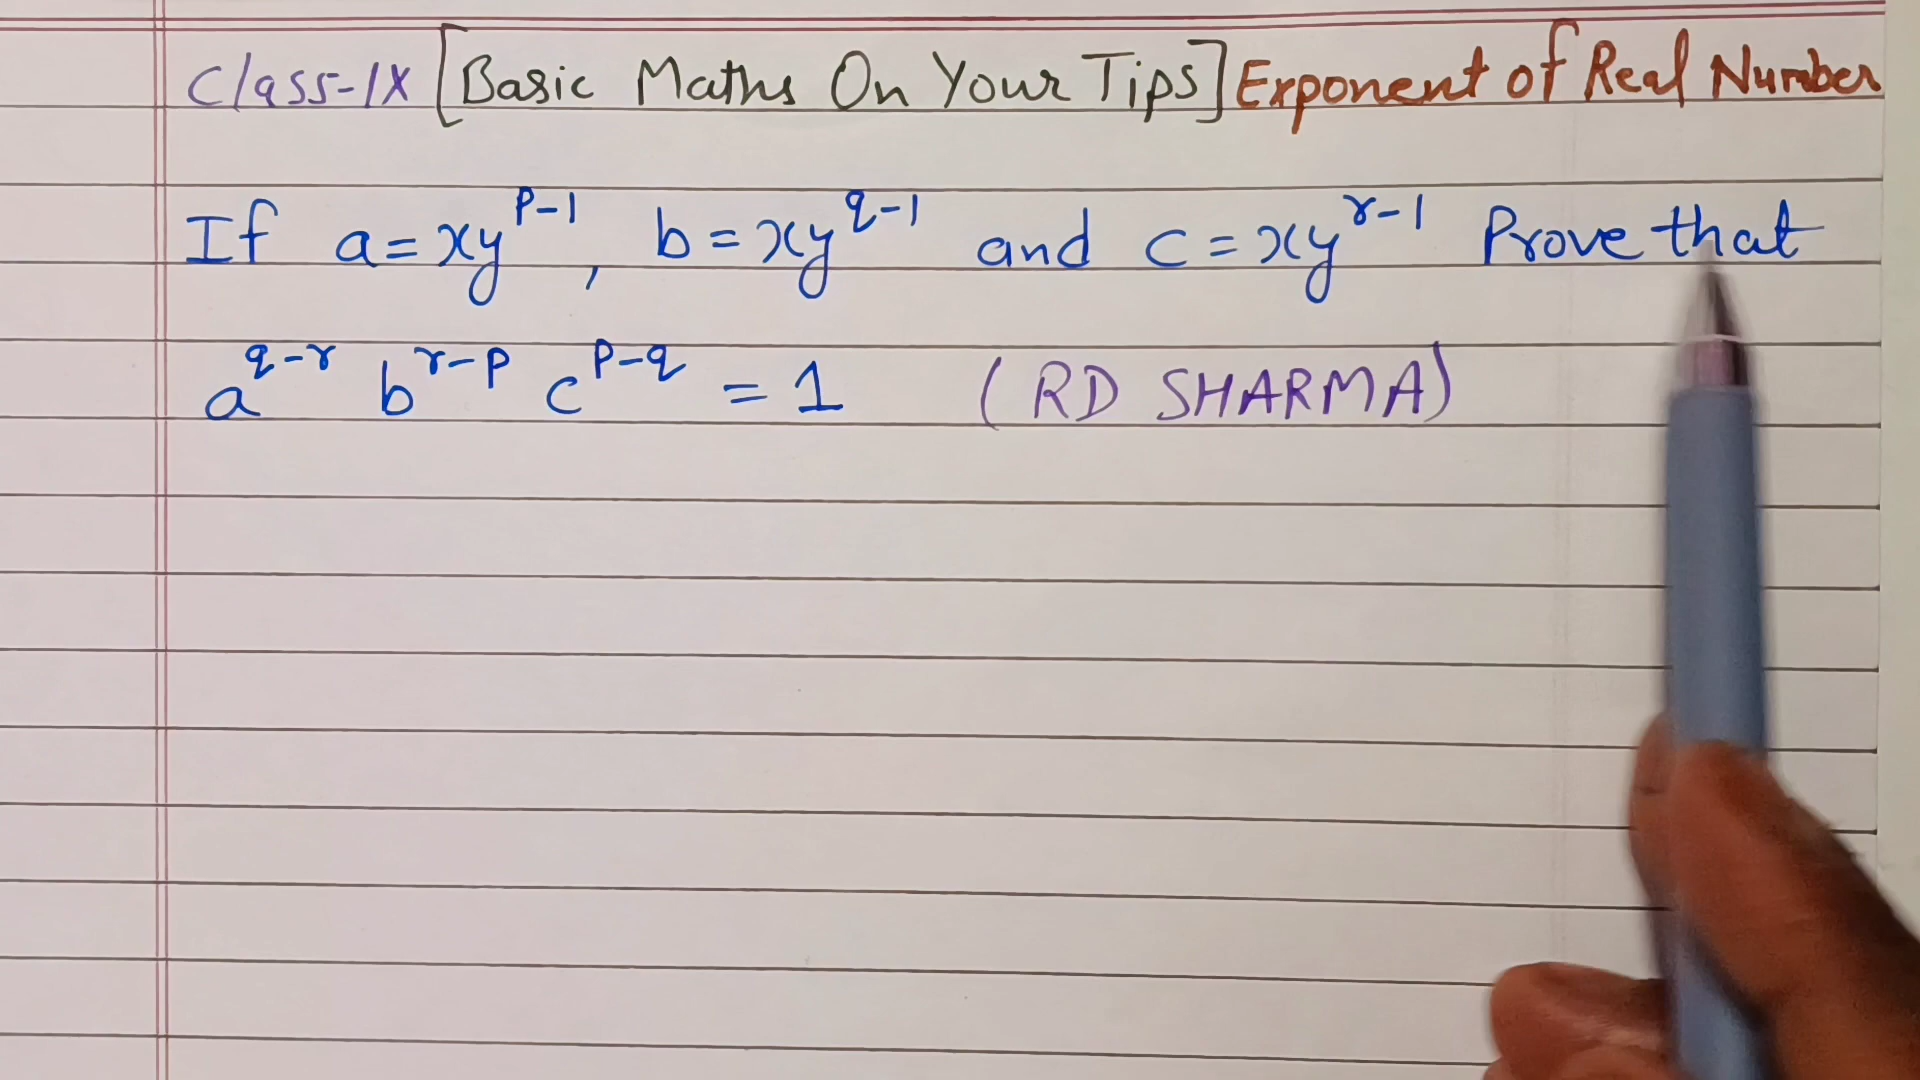 Class-IX [Basic Maths On Your Tips] Exponent of Real Number
If a = xy^(p-1), b = xy^(q-1) and c = xy^(r-1) Prove that
a^(q-r) b^(r-p) c^(p-q) = 1 (RD SHARMA)